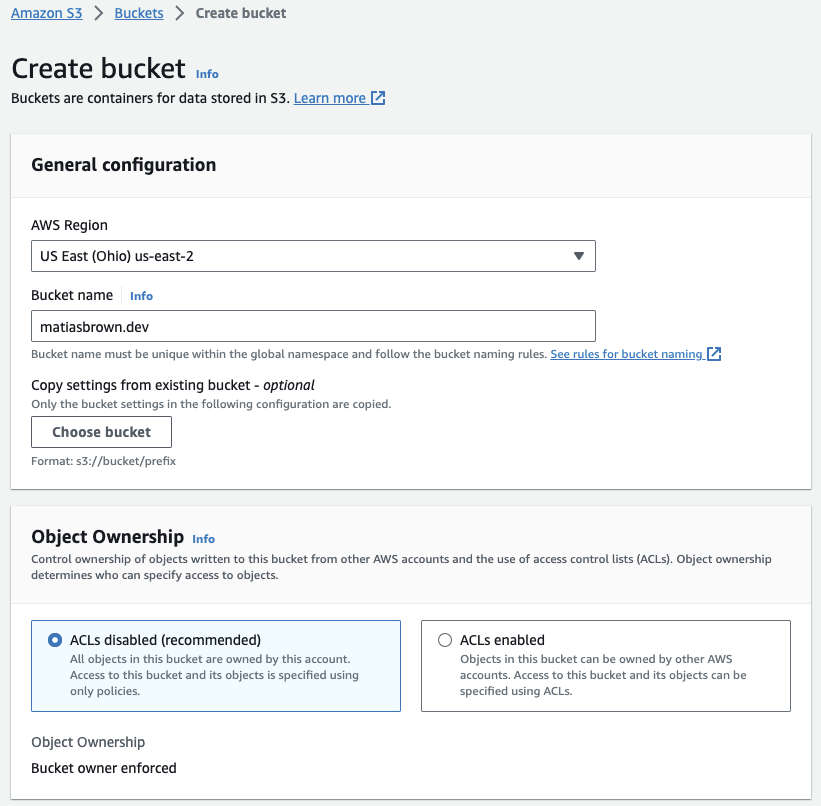 Amazon S3 > Buckets > Create bucket
Create bucket Info
Buckets are containers for data stored in S3. Learn more
General configuration
AWS Region
US East (Ohio) us-east-2
Bucket name Info
matiasbrown.dev
Bucket name must be unique within the global namespace and follow the bucket naming rules. See rules for bucket naming
Copy settings from existing bucket - optional
Only the bucket settings in the following configuration are copied.
Choose bucket
Format: s3://bucket/prefix
Object Ownership Info
Control ownership of objects written to this bucket from other AWS accounts and the use of access control lists (ACLs). Object ownership
determines who can specify access to objects.
ACLs disabled (recommended)
All objects in this bucket are owned by this account.
Access to this bucket and its objects is specified using
only policies.
ACLs enabled
Objects in this bucket can be owned by other AWS
accounts. Access to this bucket and its objects can be
specified using ACLs.
Object Ownership
Bucket owner enforced